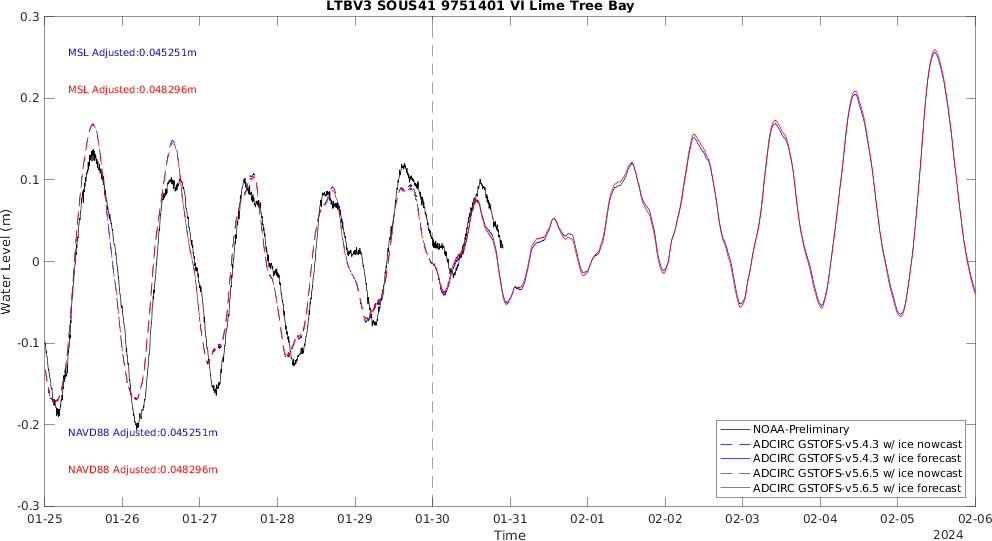 LTBV3 SOUS41 9751401 VI Lime Tree Bay
0.3
0.2
0.1
0
-0.1
-0.2
-0.3
Water Level (m)
MSL Adjusted:0.045251m
MSL Adjusted:0.048296m
NAVD88 Adjusted:0.045251m
NAVD88 Adjusted:0.048296m
NOAA-Preliminary
ADCIRC GSTOFS-v5.4.3 w/ ice nowcast
ADCIRC GSTOFS-v5.4.3 w/ ice forecast
ADCIRC GSTOFS-v5.6.5 w/ ice nowcast
ADCIRC GSTOFS-v5.6.5 w/ ice forecast
01-25 01-26 01-27 01-28 01-29 01-30 01-31 02-01 02-02 02-03 02-04 02-05 02-06
Time
2024